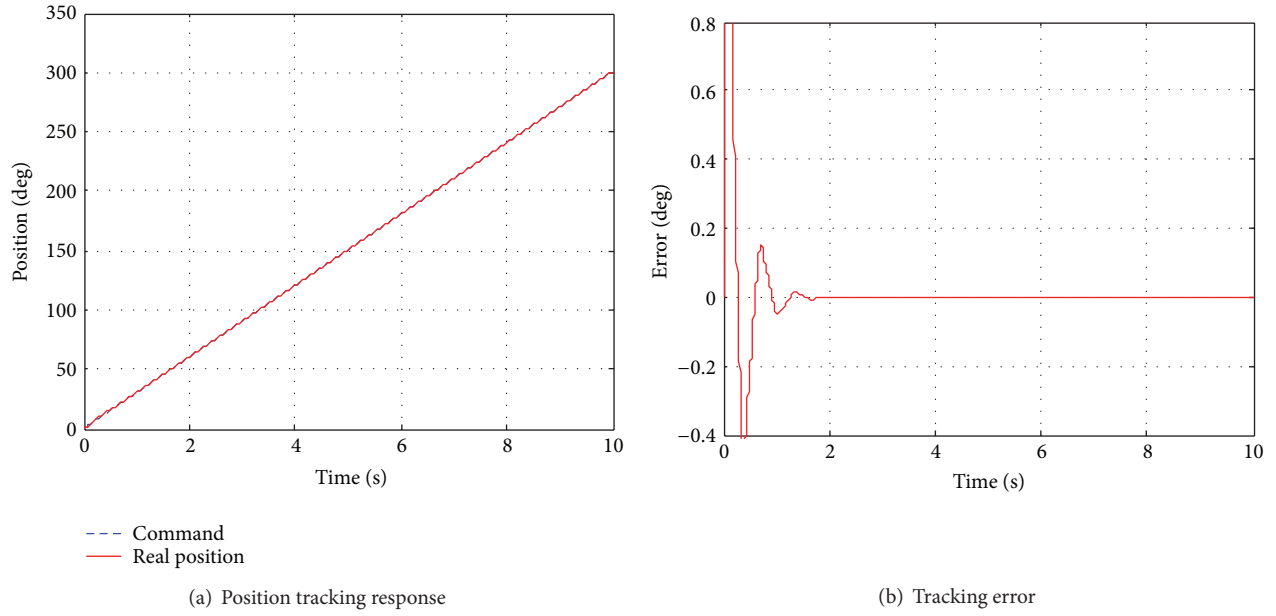 350
300
250
200
150
100
50
0
Position (deg)
0 2 4 6 8 10
Time (s)
Command
Real position
(a) Position tracking response
0.8
0.6
0.4
0.2
0
−0.2
−0.4
Error (deg)
0 2 4 6 8 10
Time (s)
(b) Tracking error